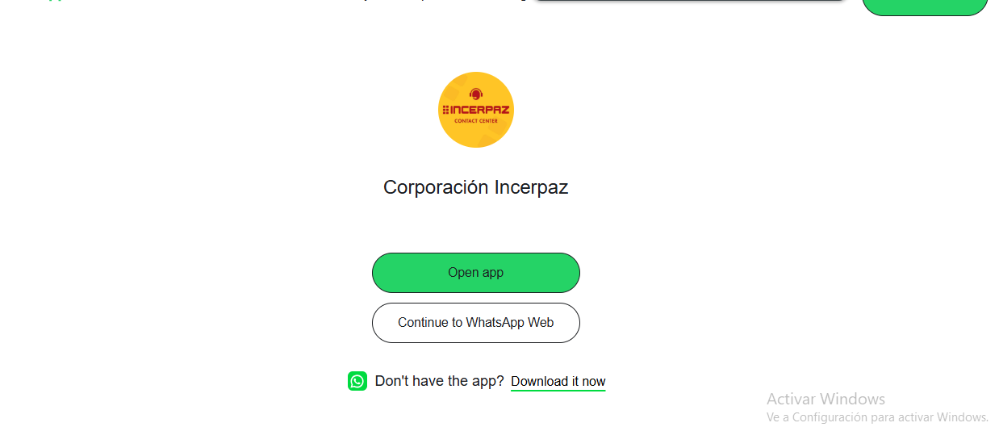 INCERPAZ
CONTACT CENTER
Corporación Incerpaz
Open app
Continue to WhatsApp Web
Don't have the app? Download it now
Activar Windows
Ve a Configuración para activar Windows.